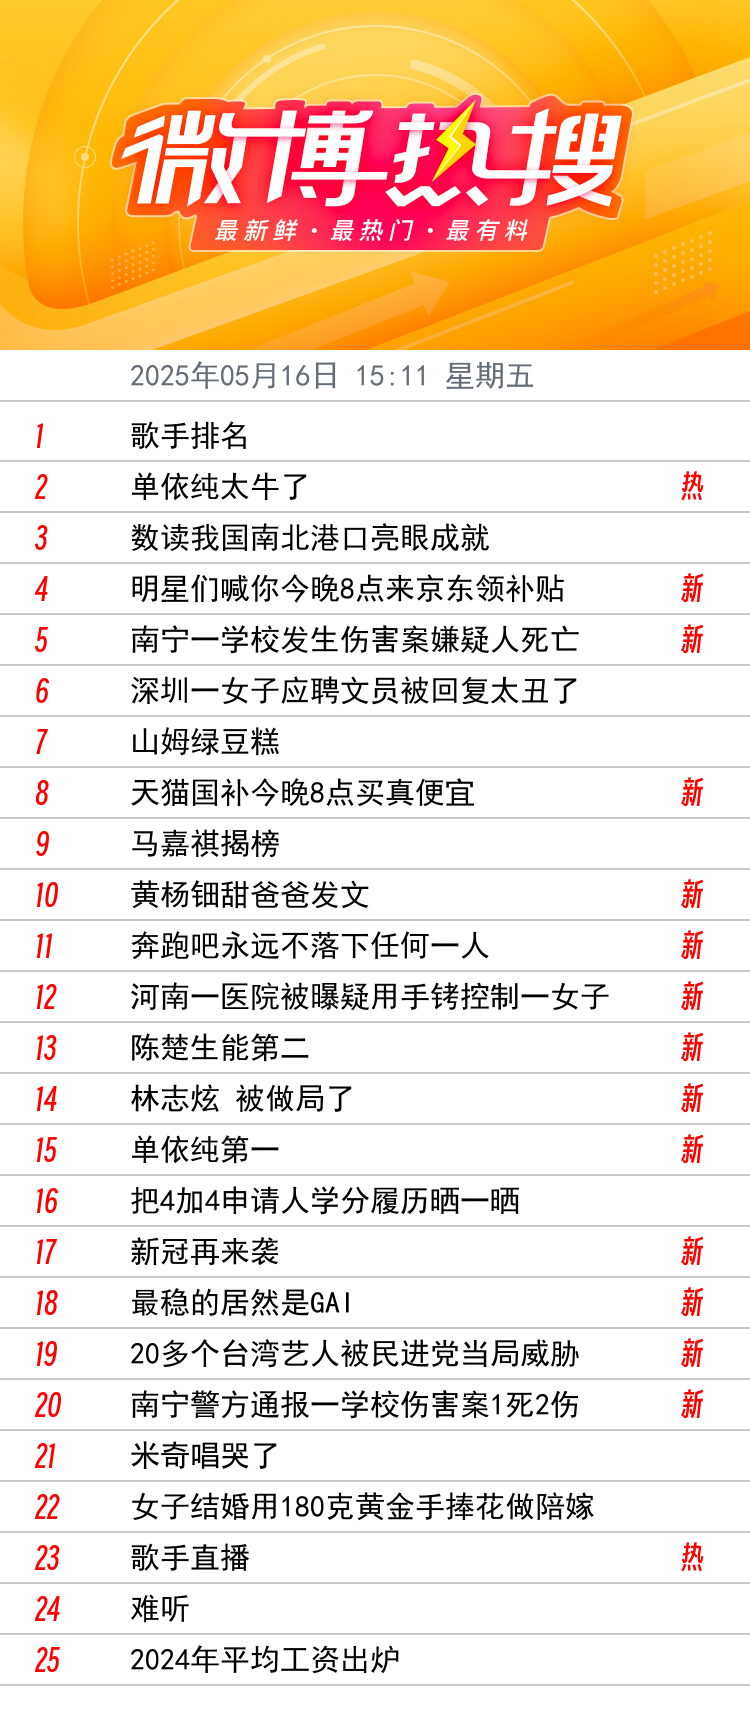 微博热搜
最新鲜·最热门·最有料
2025年05月16日 15:11 星期五
1 歌手排名
2 单依纯太牛了 热
3 数读我国南北港口亮眼成就
4 明星们喊你今晚8点来京东领补贴 新
5 南宁一学校发生伤害案嫌疑人死亡 新
6 深圳一女子应聘文员被回复太丑了
7 山姆绿豆糕
8 天猫国补今晚8点买真便宜 新
9 马嘉祺揭榜
10 黄杨钿甜爸爸发文 新
11 奔跑吧永远不落下任何一人 新
12 河南一医院被曝疑用手铐控制一女子 新
13 陈楚生能第二 新
14 林志炫 被做局了 新
15 单依纯第一 新
16 把4加4申请人学分履历晒一晒
17 新冠再来袭 新
18 最稳的居然是GAI 新
19 20多个台湾艺人被民进党当局威胁 新
20 南宁警方通报一学校伤害案1死2伤 新
21 米奇唱哭了
22 女子结婚用180克黄金手捧花做陪嫁
23 歌手直播 热
24 难听
25 2024年平均工资出炉